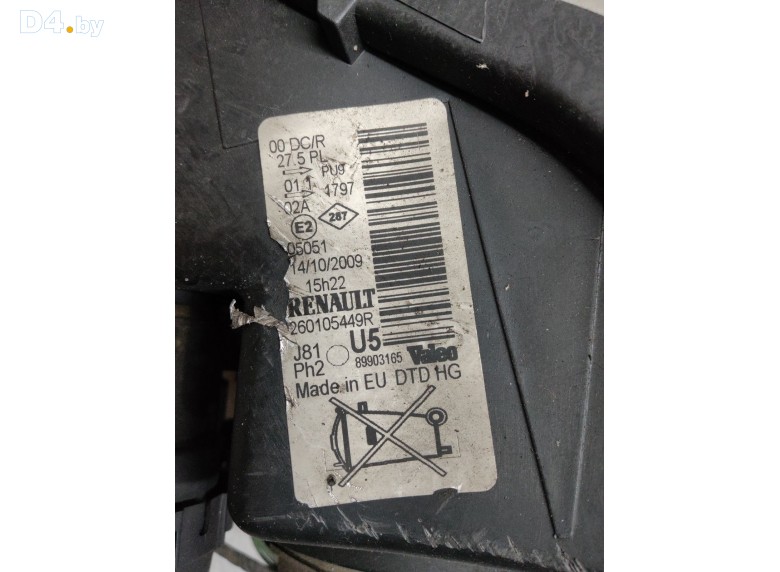 D4.by
00 DC/R
27.5 PL
PU9
01 1
1797
02A
287
E2
05051
14/10/2009
15h22
RENAULT
260105449R
J81
U5
Ph2
89903165 Valeo
Made in EU DTD HG